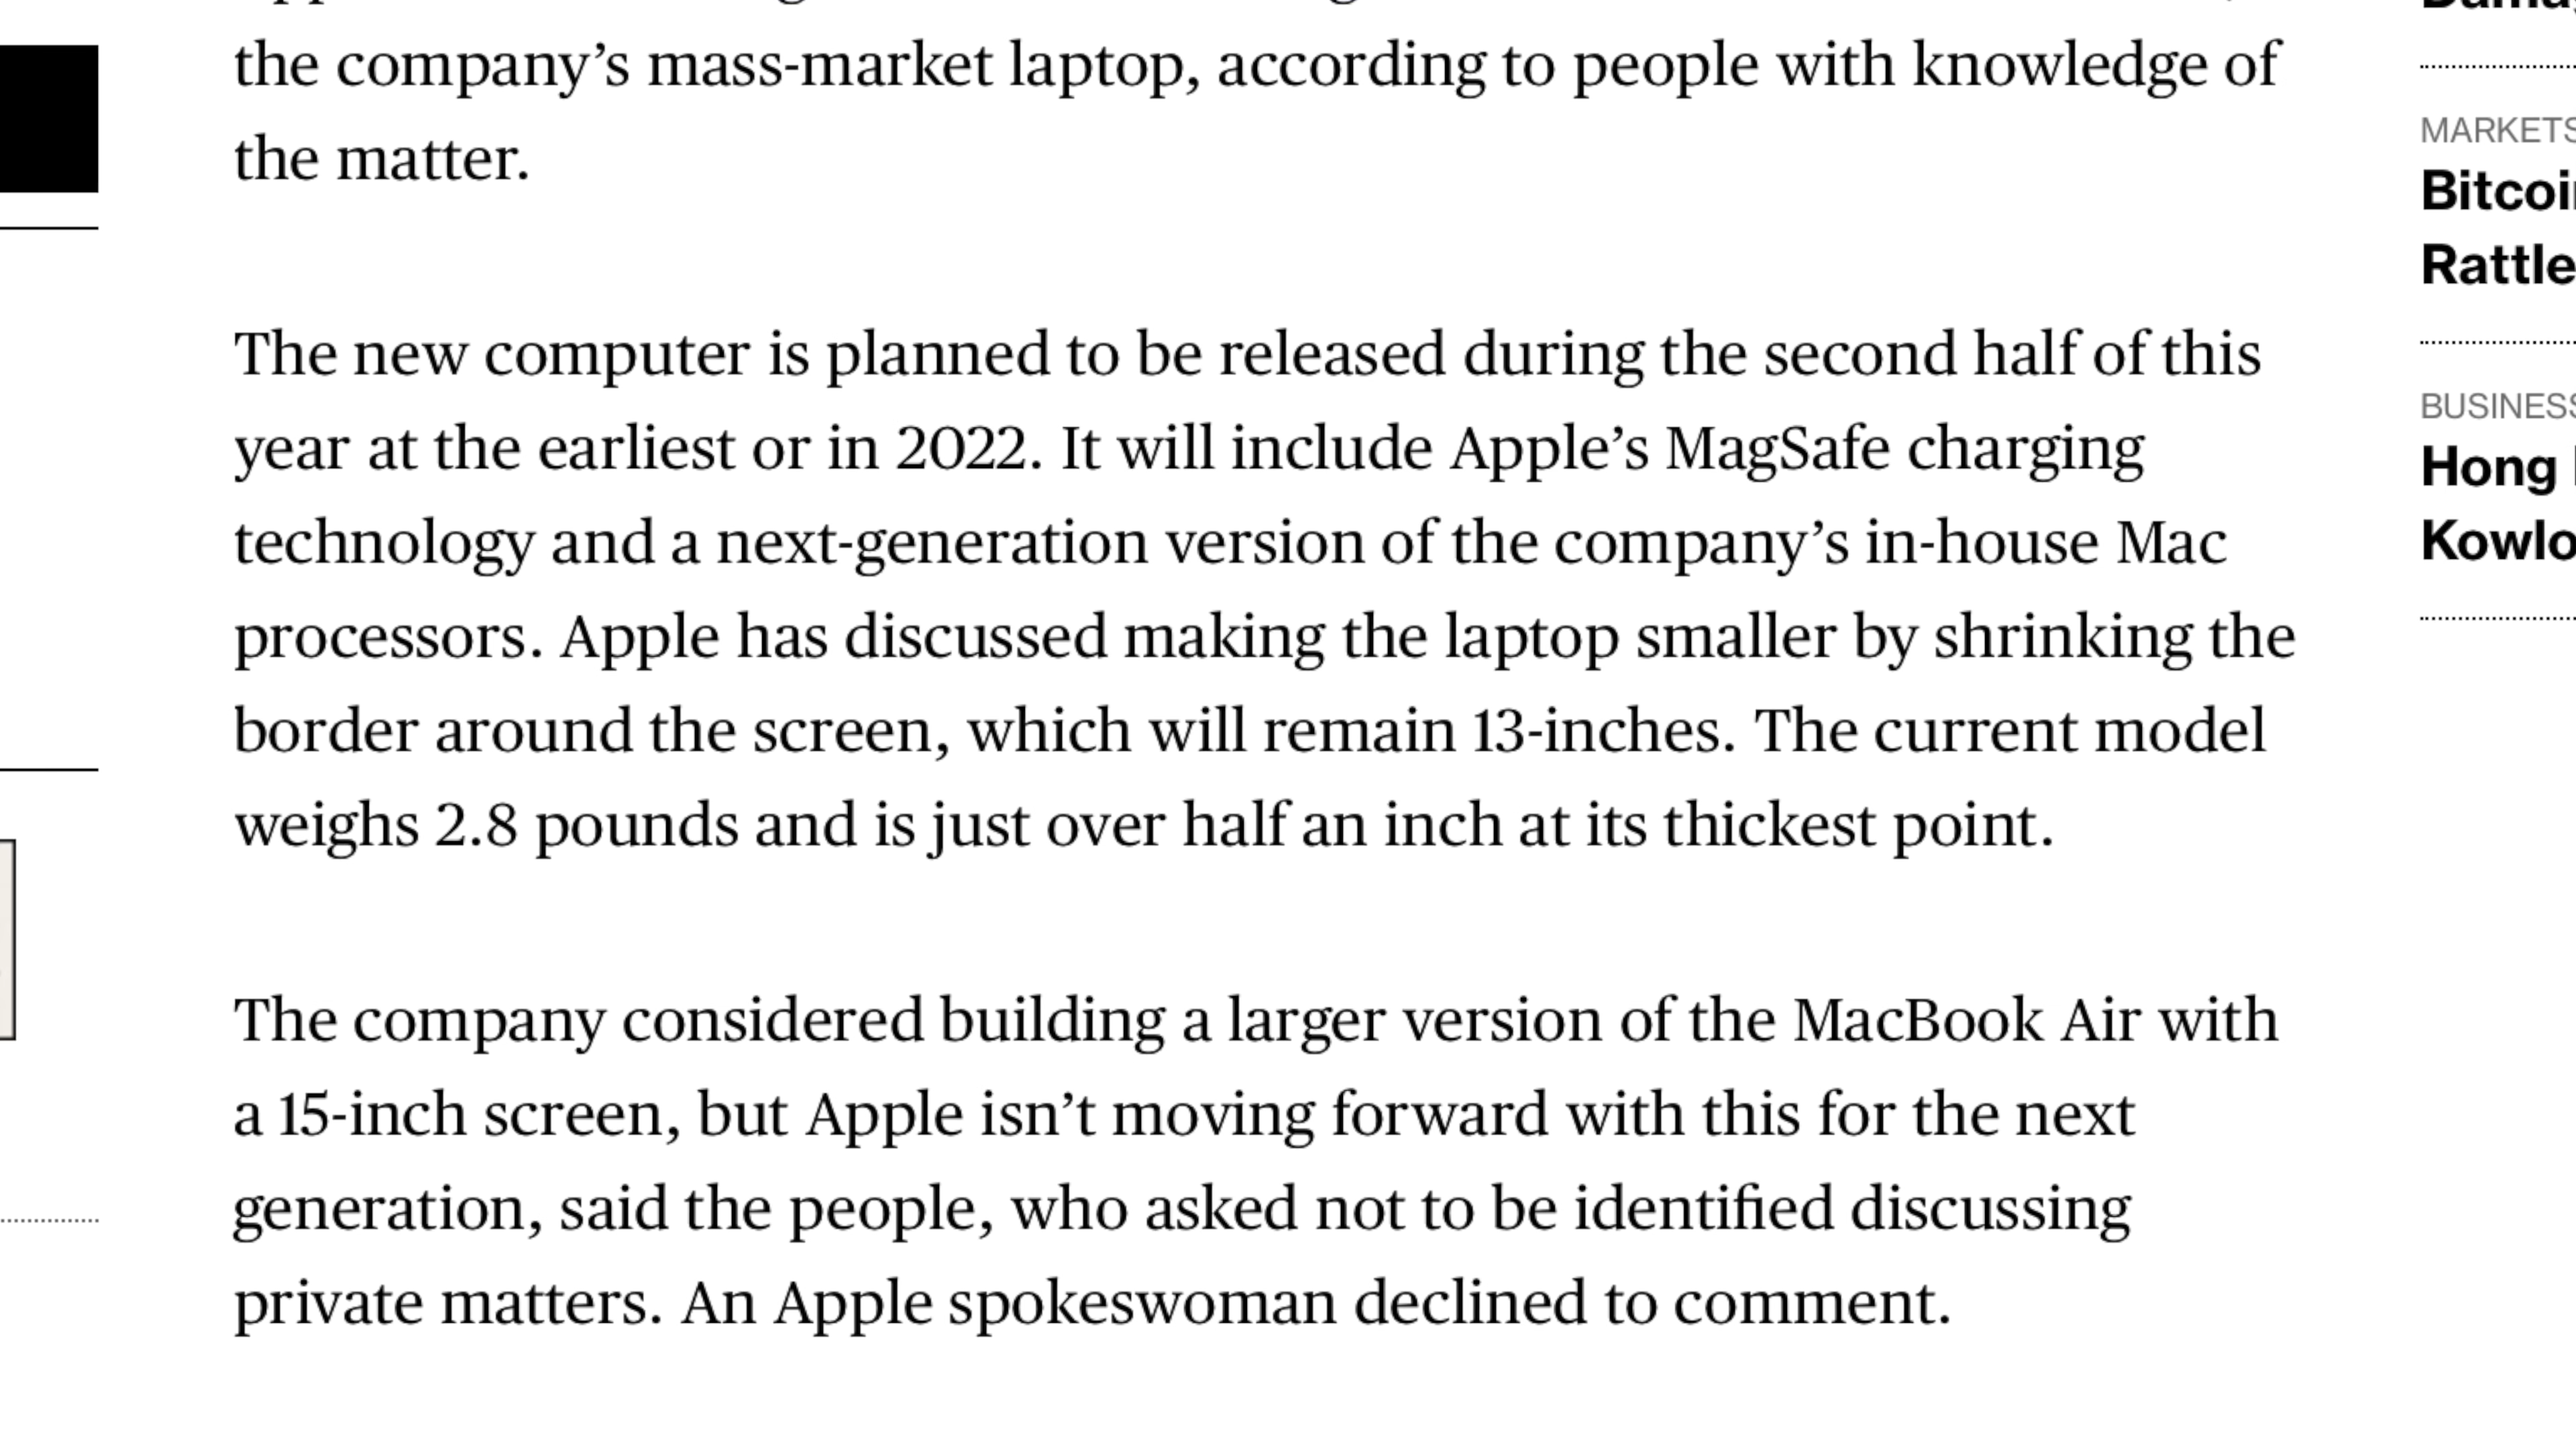 the company’s mass-market laptop, according to people with knowledge of
the matter.
The new computer is planned to be released during the second half of this
year at the earliest or in 2022. It will include Apple’s MagSafe charging
technology and a next-generation version of the company’s in-house Mac
processors. Apple has discussed making the laptop smaller by shrinking the
border around the screen, which will remain 13-inches. The current model
weighs 2.8 pounds and is just over half an inch at its thickest point.
The company considered building a larger version of the MacBook Air with
a 15-inch screen, but Apple isn’t moving forward with this for the next
generation, said the people, who asked not to be identified discussing
private matters. An Apple spokeswoman declined to comment.
MARKETS
Rattle
BUSINESS
Hong